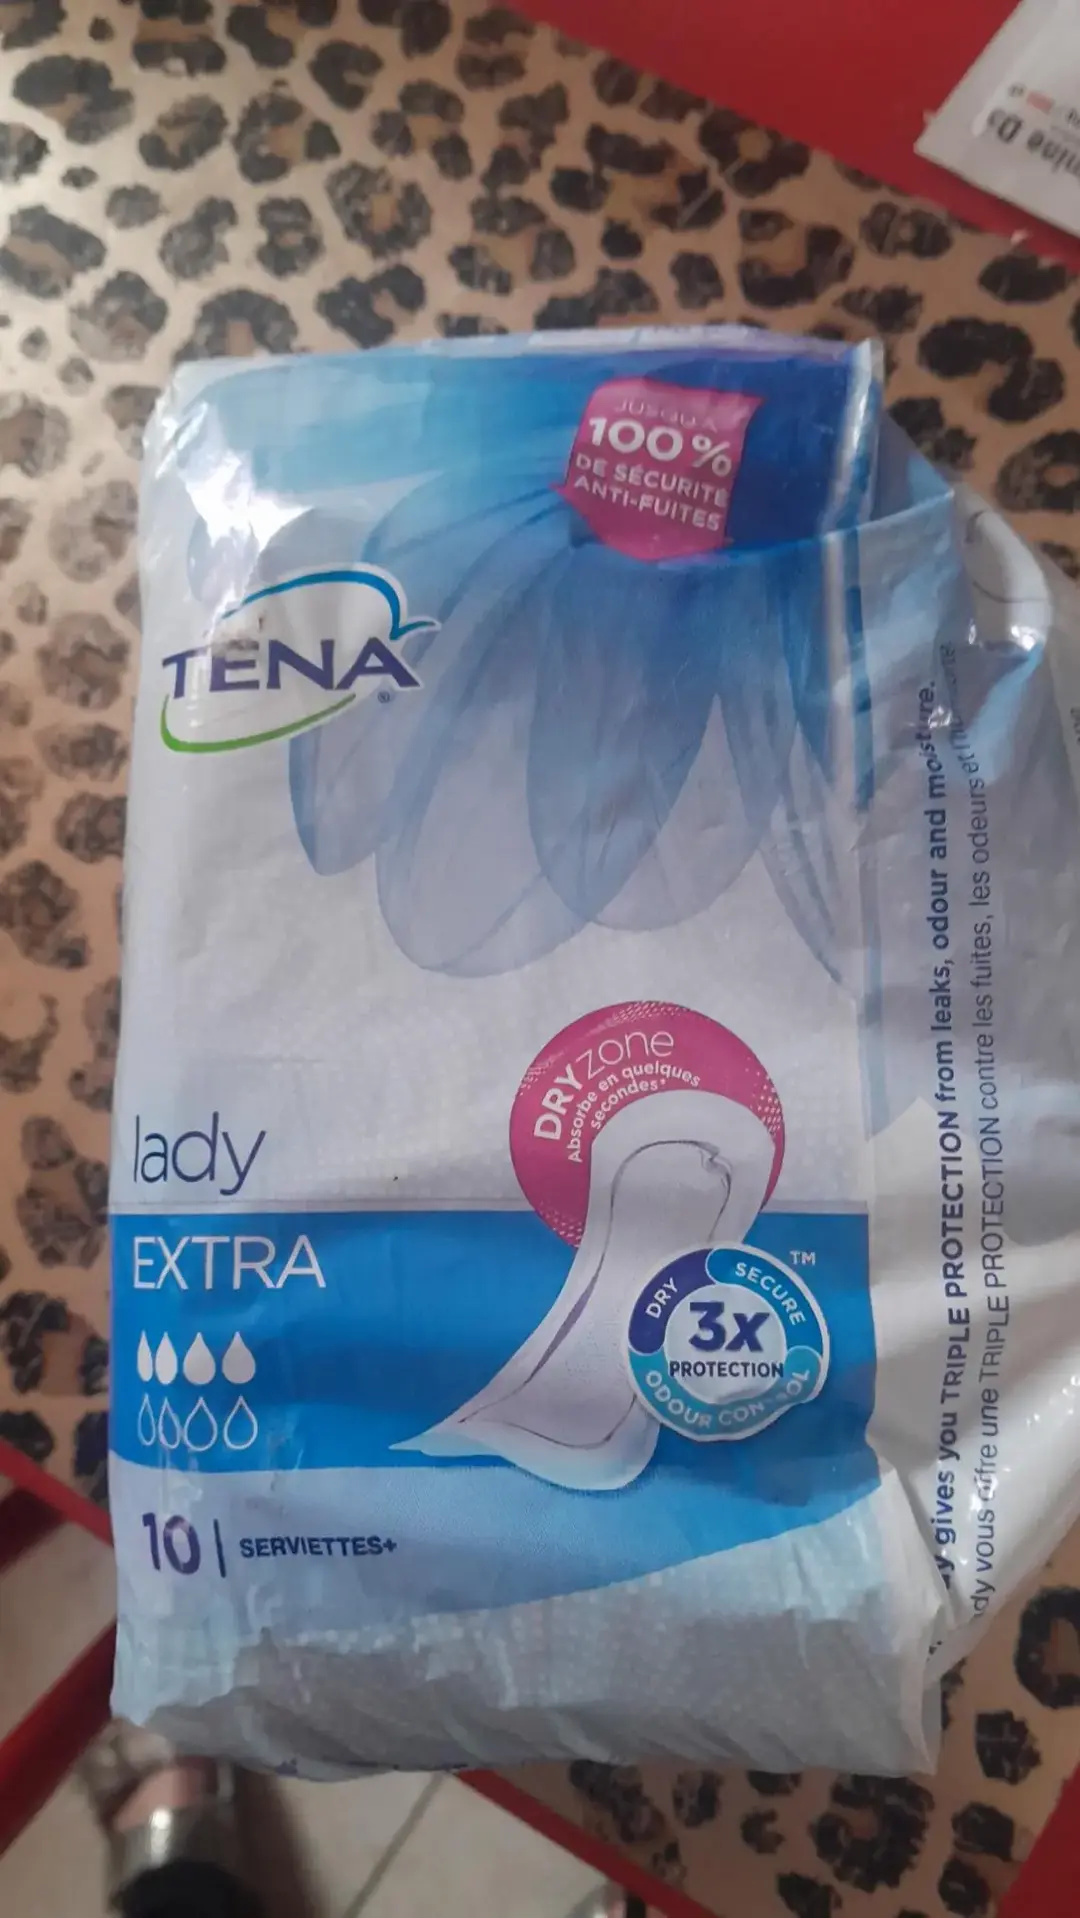 JUSQU'À
100 %
DE SÉCURITÉ
ANTI-FUITES
TENA
®
DRY zone
Absorbe en quelques
secondes*
lady
EXTRA
TM
DRY
SECURE
3x
PROTECTION
ODOUR CONTROL
10 | SERVIETTES+
gives you TRIPLE PROTECTION from leaks, odour and moisture.
vous offre une TRIPLE PROTECTION contre les fuites, les odeurs et